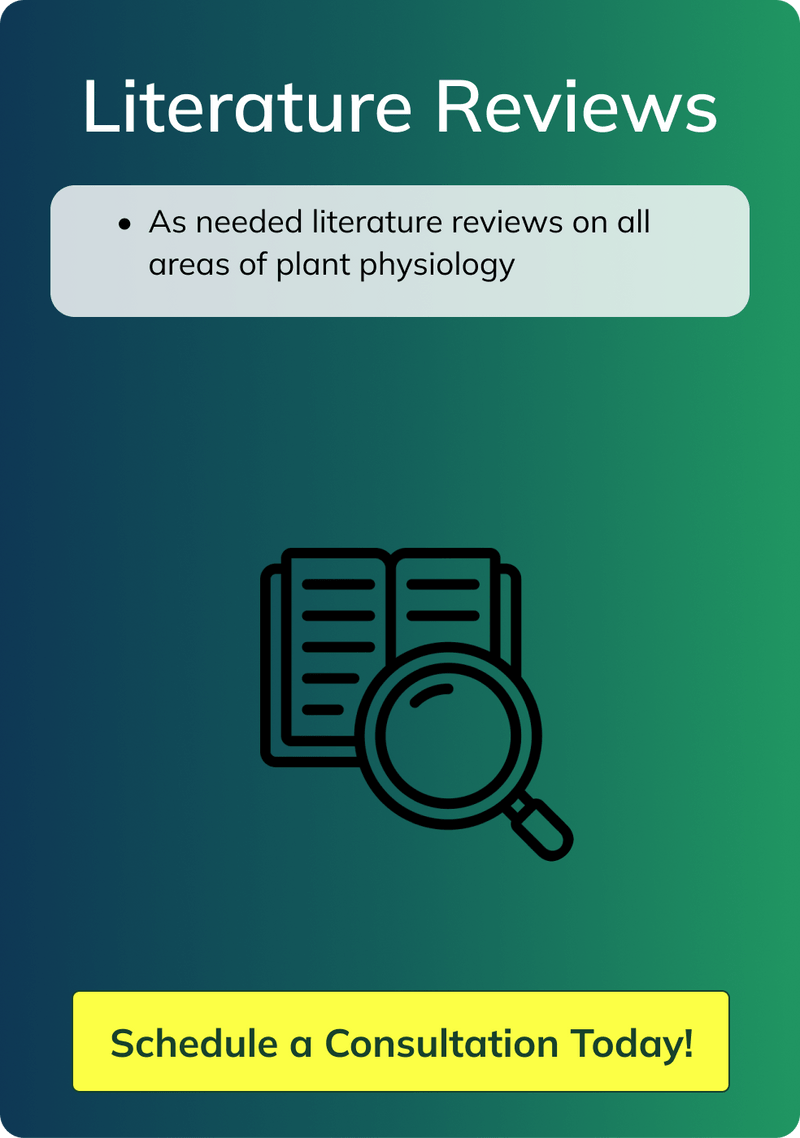 Literature Reviews
• As needed literature reviews on all
areas of plant physiology
Schedule a Consultation Today!